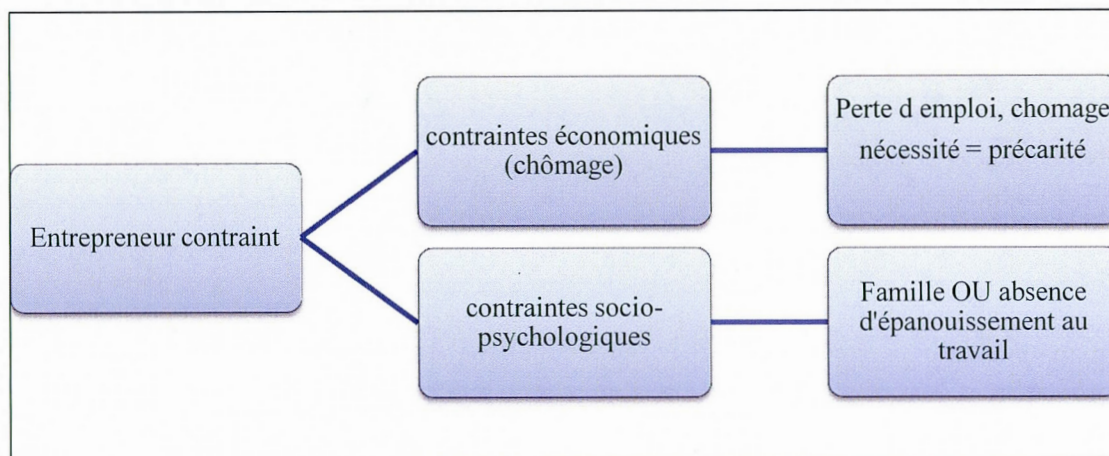 Entrepreneur contraint
contraintes économiques
(chômage)
Perte d emploi, chomage
nécessité = précarité
contraintes socio-
psychologiques
Famille OU absence
d'épanouissement au
travail